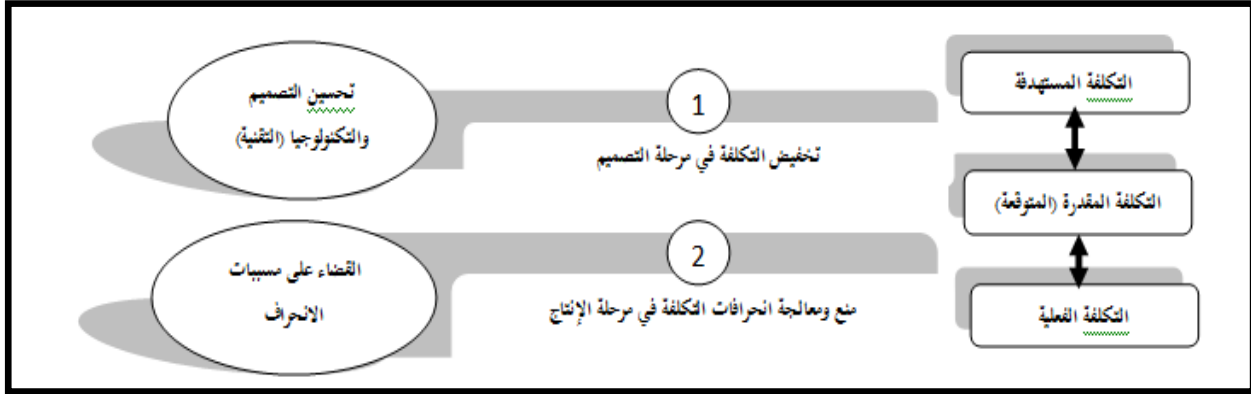 التكلفة المستهدفة
1
تحسين التصميم
والتكنولوجيا (التقنية)
تخفيض التكلفة في مرحلة التصميم
التكلفة المقدرة (المتوقعة)
2
القضاء على مسببات
الانحراف
منع ومعالجة انحرافات التكلفة في مرحلة الإنتاج
التكلفة الفعلية